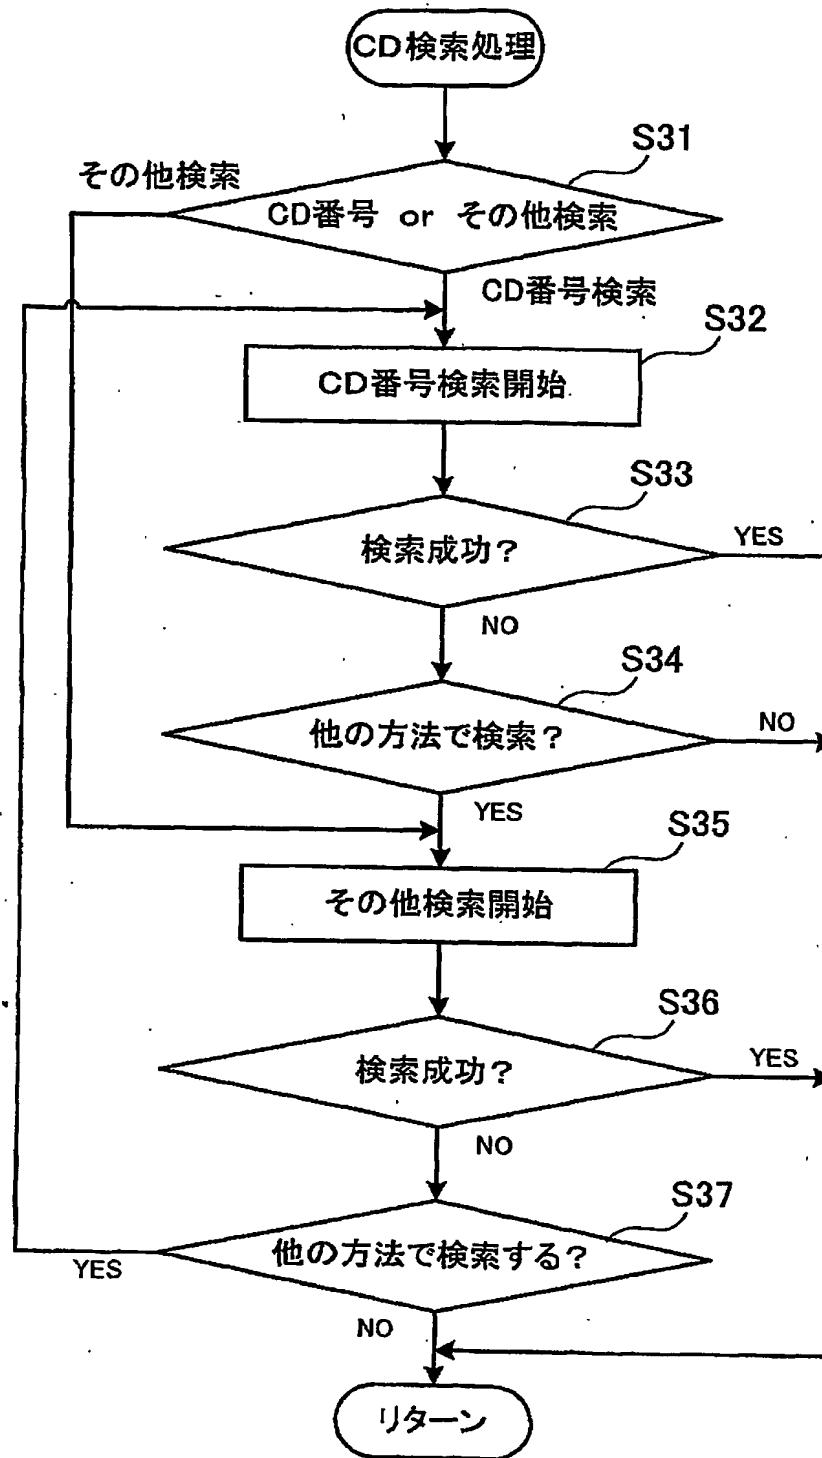 CD検索処理
S31
その他検索
CD番号 or その他検索
CD番号検索
S32
CD番号検索開始
S33
検索成功?
YES
NO
S34
他の方法で検索?
NO
YES
S35
その他検索開始
S36
検索成功?
YES
NO
S37
他の方法で検索する?
YES
NO
リターン